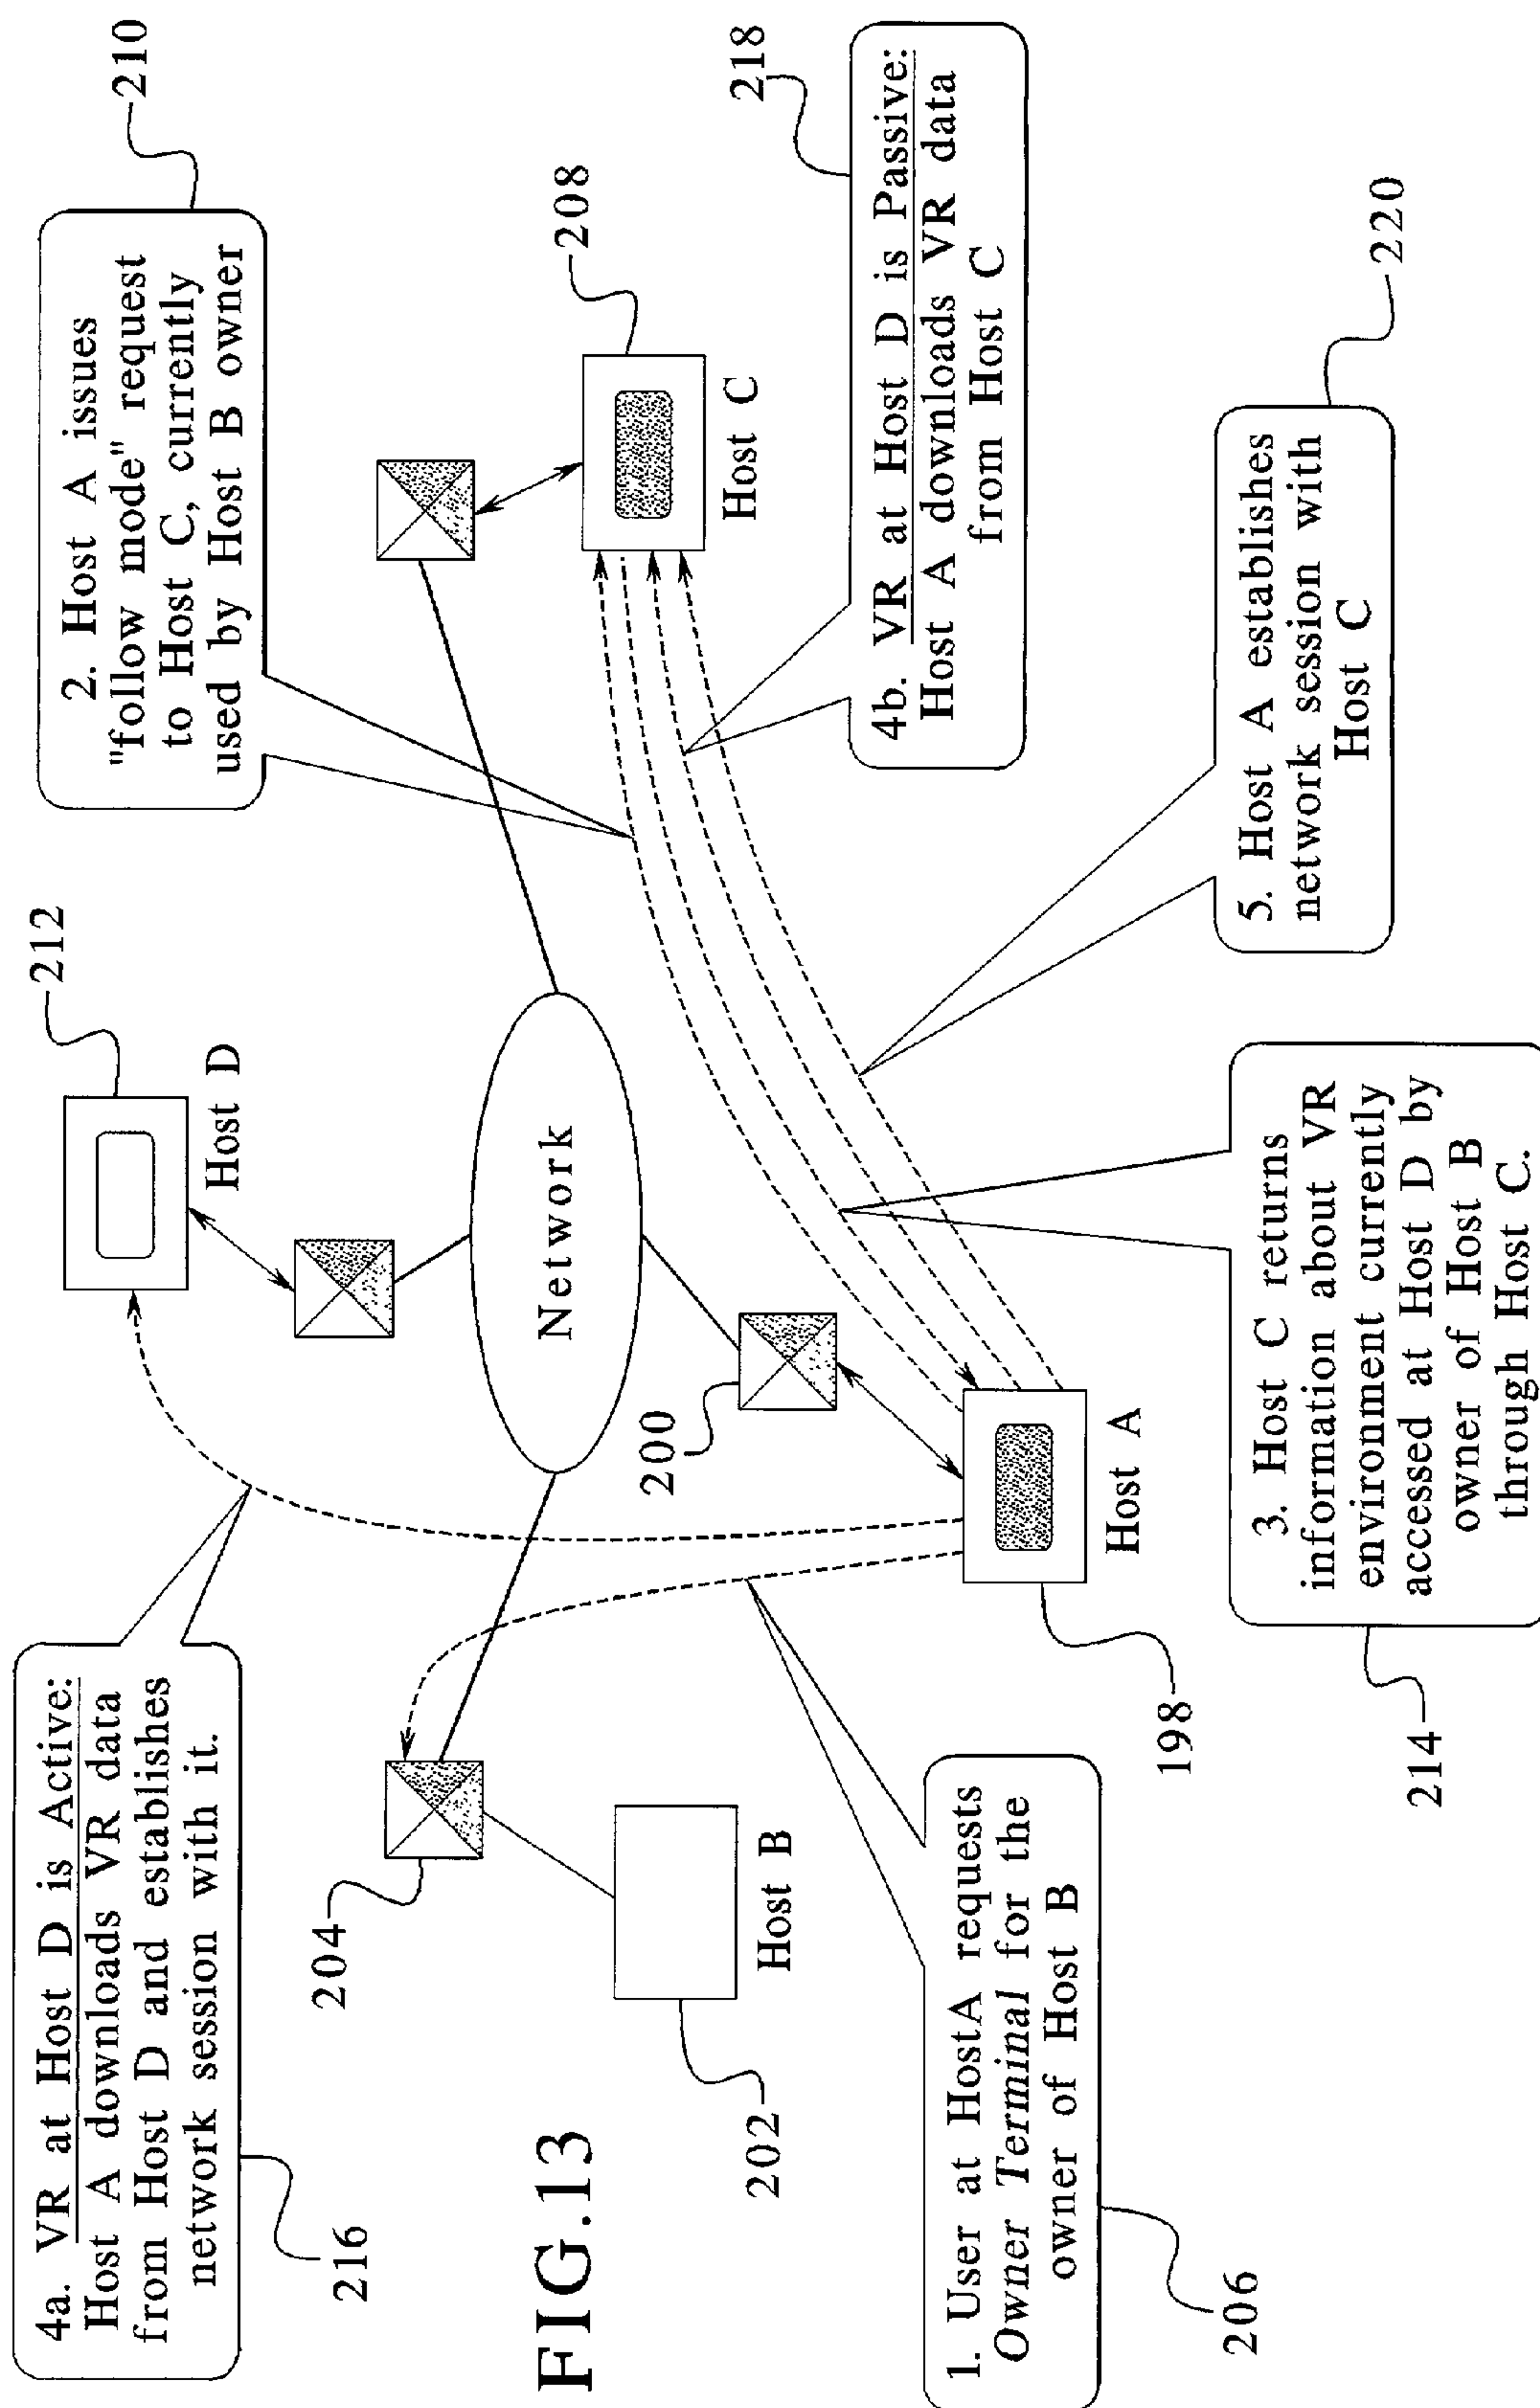 4a. VR at Host D is Active:
Host A downloads VR data
from Host D and establishes
network session with it.
216
212
Host D
2. Host A issues
"follow mode" request
to Host C, currently
used by Host B owner
210
204
Network
208
Host C
218
202
Host B
200
4b. VR at Host D is Passive:
Host A downloads VR data
from Host C
FIG.13
1. User at HostA requests
Owner Terminal for the
owner of Host B
206
198
Host A
5. Host A establishes
network session with
Host C
220
3. Host C returns
information about VR
environment currently
accessed at Host D by
owner of Host B
through Host C.
214